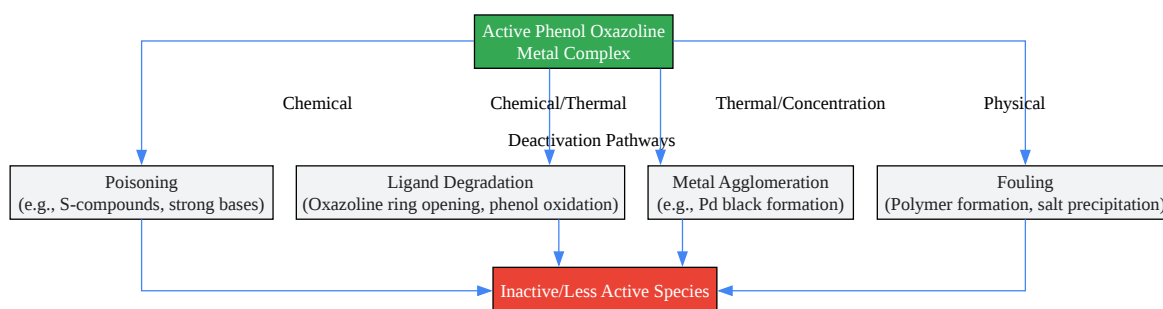 Active Phenol Oxazoline
Metal Complex
Chemical
Chemical/Thermal
Thermal/Concentration
Physical
Deactivation Pathways
Poisoning
(e.g., S-compounds, strong bases)
Ligand Degradation
(Oxazoline ring opening, phenol oxidation)
Metal Agglomeration
(e.g., Pd black formation)
Fouling
(Polymer formation, salt precipitation)
Inactive/Less Active Species